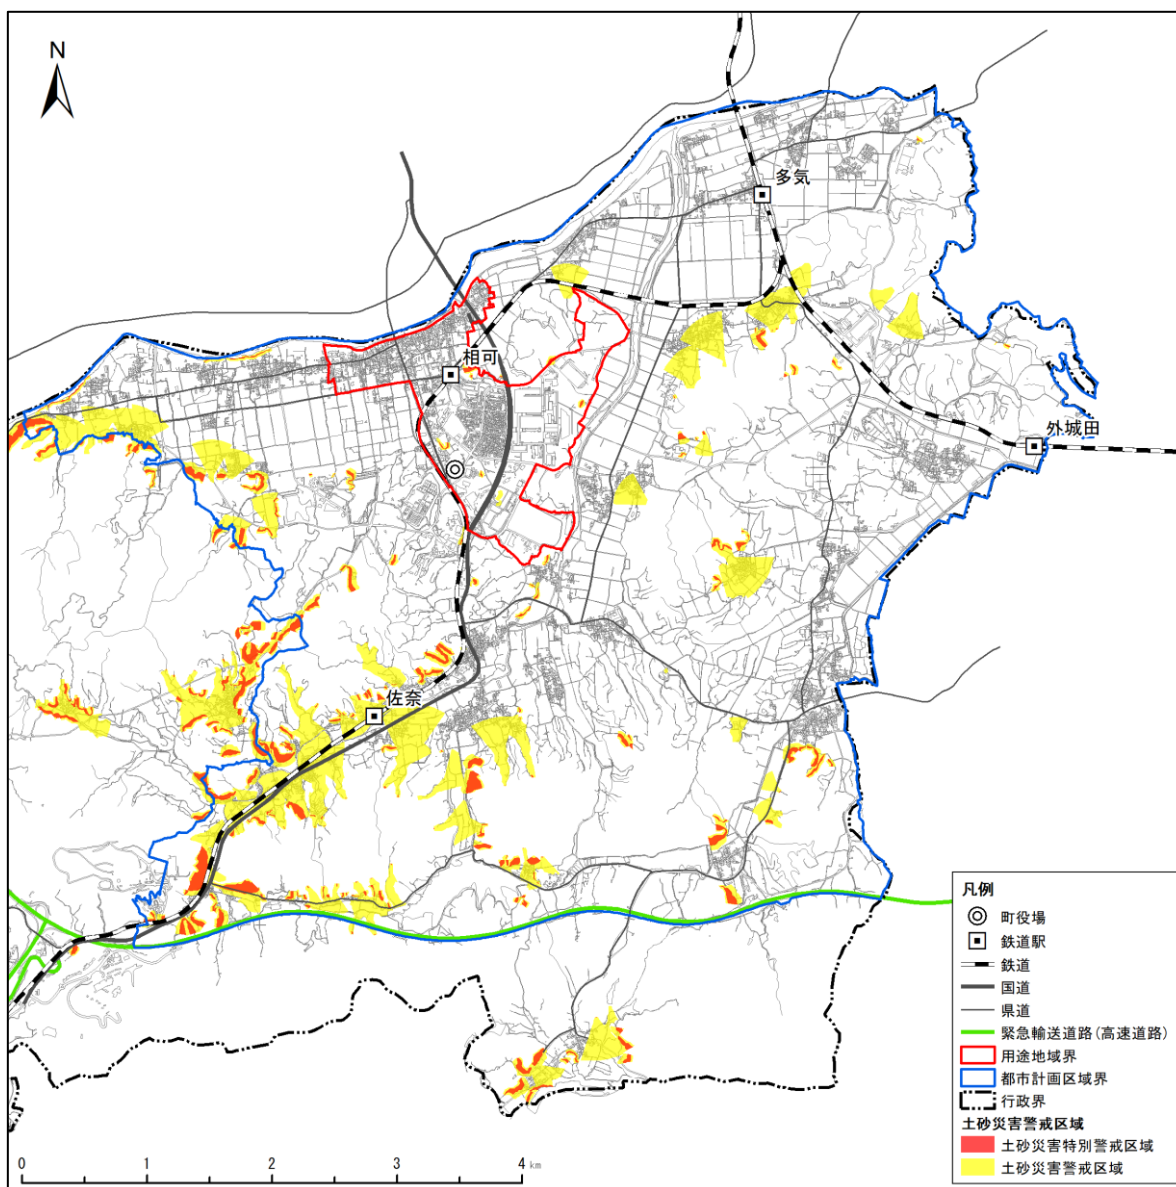 N
多気
相可
外城田
佐奈
凡例
町役場
鉄道駅
鉄道
国道
県道
緊急輸送道路(高速道路)
用途地域界
都市計画区域界
行政界
土砂災害警戒区域
土砂災害特別警戒区域
土砂災害警戒区域
0 1 2 3 4 km